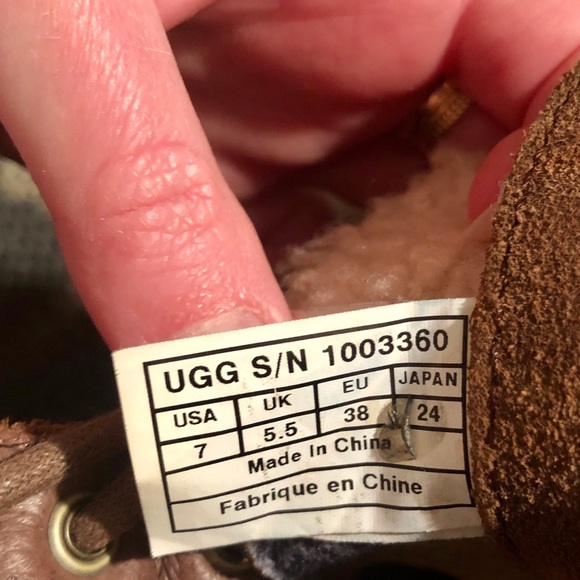 UGG S/N 1003360
USA UK EU JAPAN
7 5.5 38 24
Made In China
Fabrique en Chine